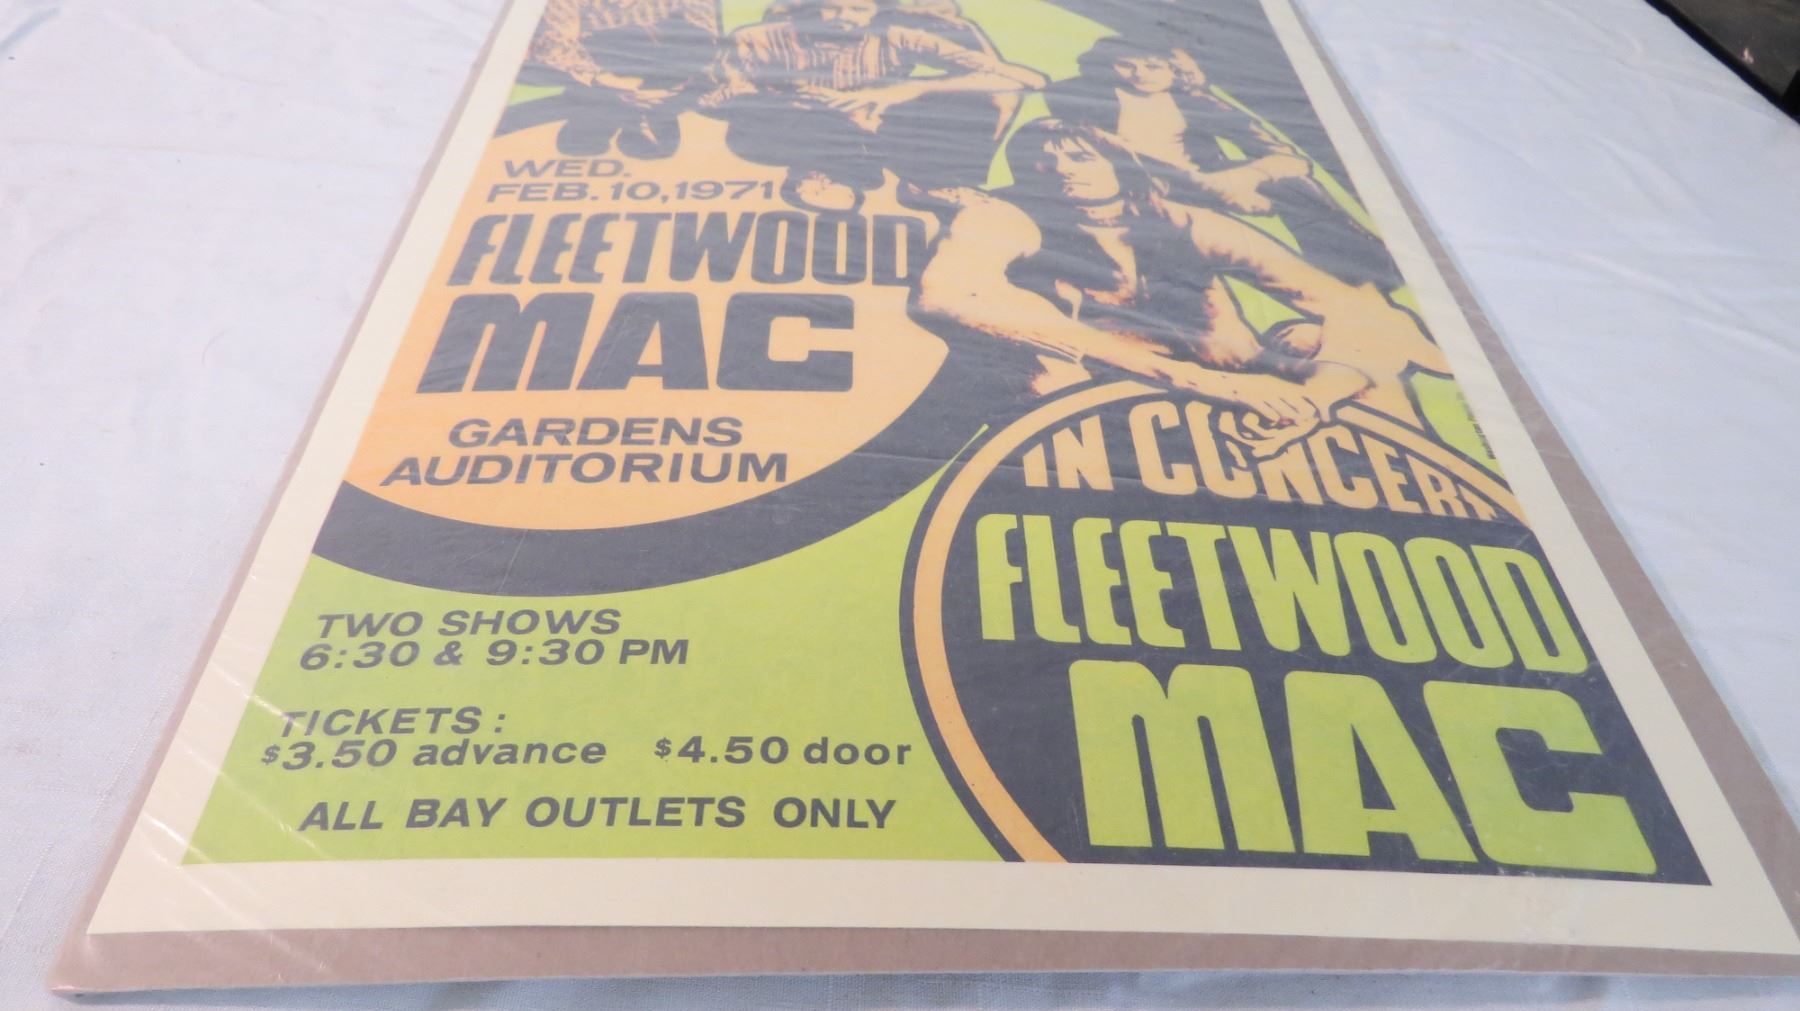 WED.
FEB. 10, 1971
FLEETWOOD
MAC
GARDENS
AUDITORIUM
IN CONCERT
FLEETWOOD
MAC
TWO SHOWS
6:30 & 9:30 PM
TICKETS:
$3.50 advance $4.50 door
ALL BAY OUTLETS ONLY